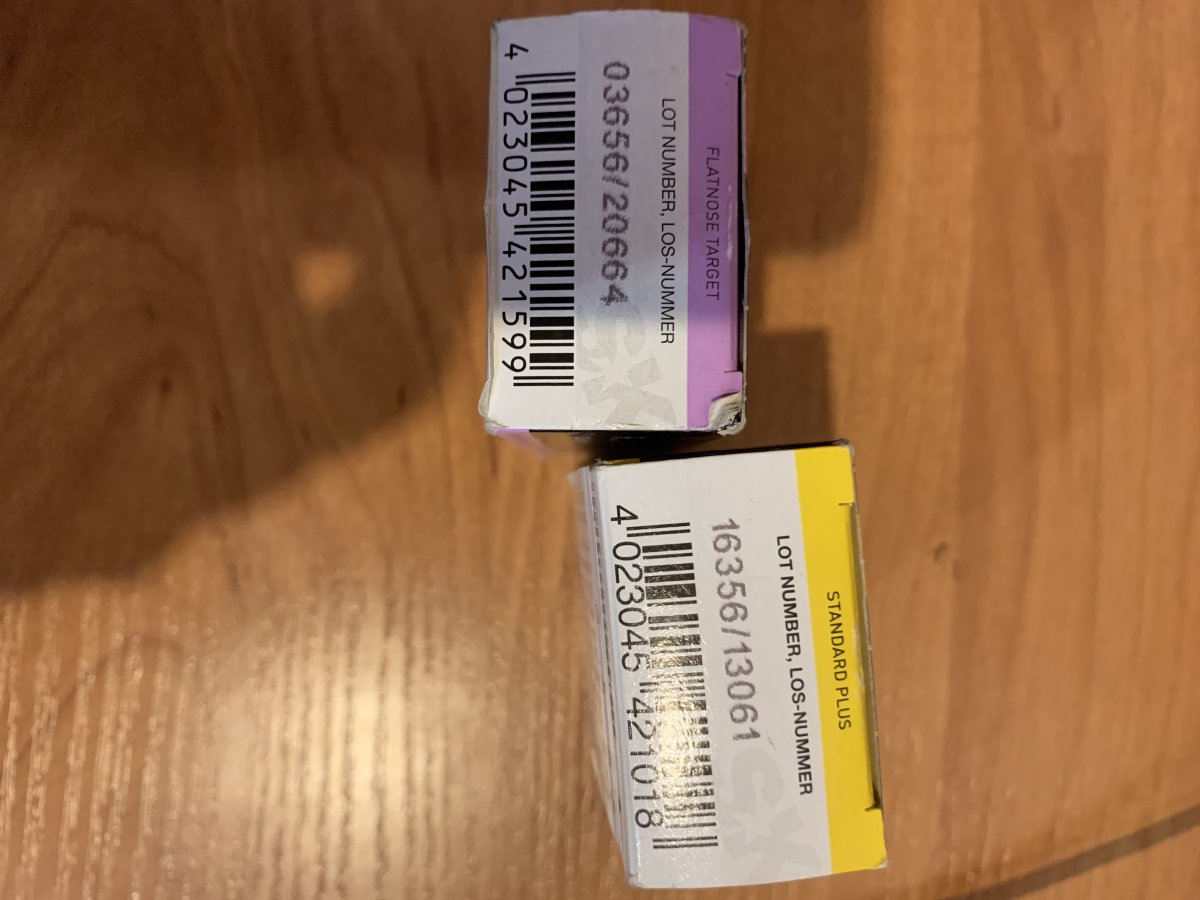 FLATNOSE TARGET
LOT NUMBER, LOS-NUMMER
03656/20664
4 023045 421599
STANDARD PLUS
LOT NUMBER, LOS-NUMMER
16356/13061
4 023045 421018